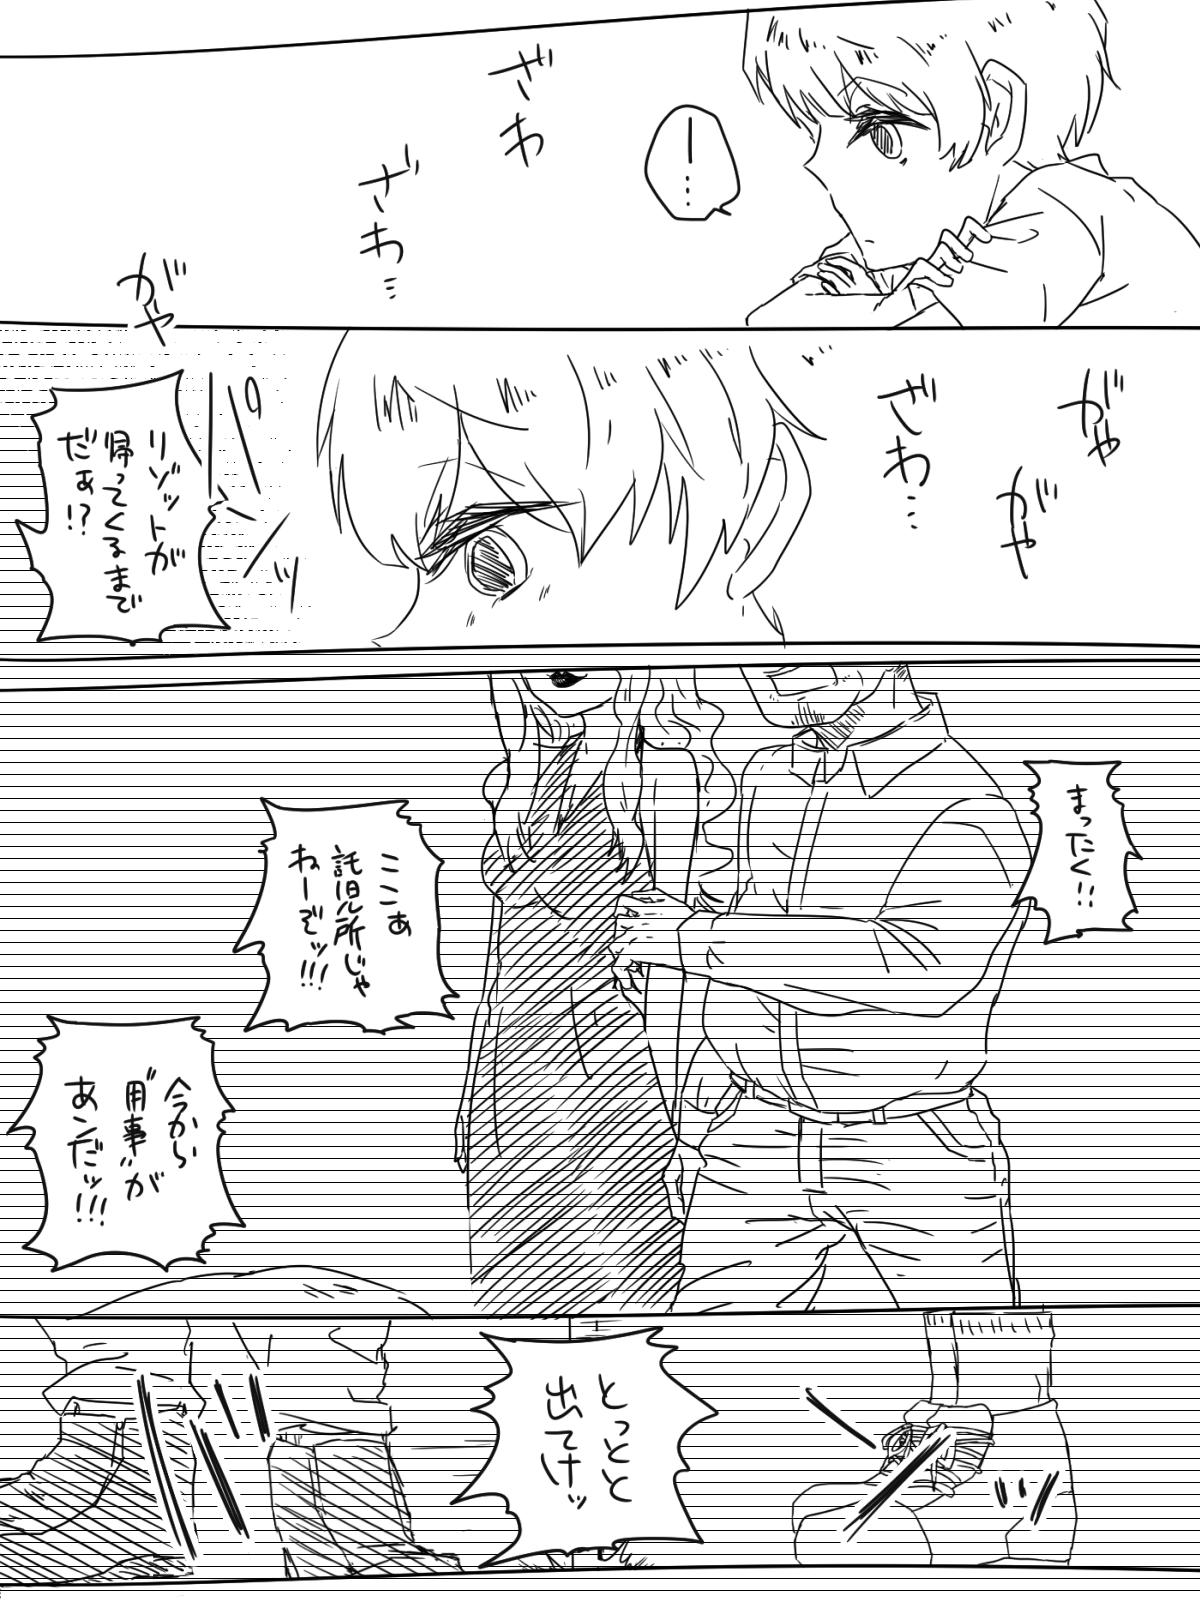 ー…
ざわ
ざわ…
がや
がや
がや
ざわ…
リゾットが
帰ってくるまで
だぁ!?
まったく!!
ここぁ
託児所じゃ
ねーぞッ!!!
今から
"用事"が
あンだッ!!!
とっとと
出てけッ